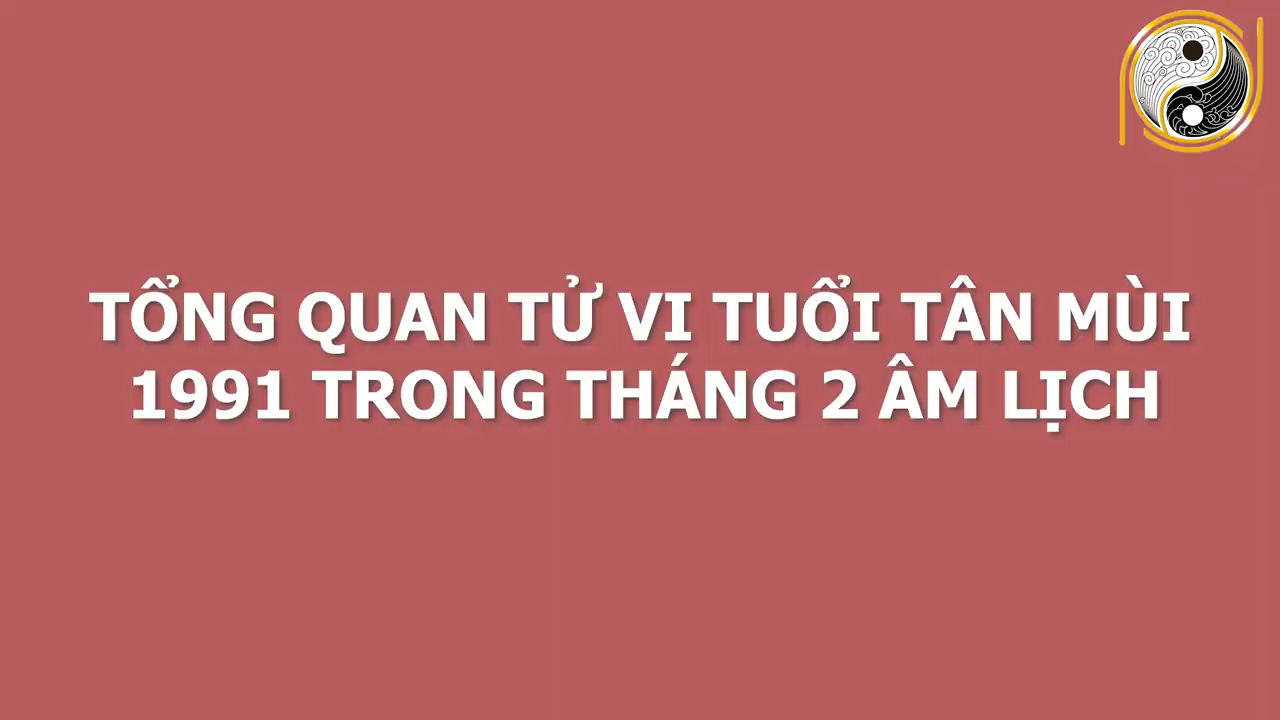 TỔNG QUAN TỬ VI TUỔI TÂN MÙI
1991 TRONG THÁNG 2 ÂM LỊCH